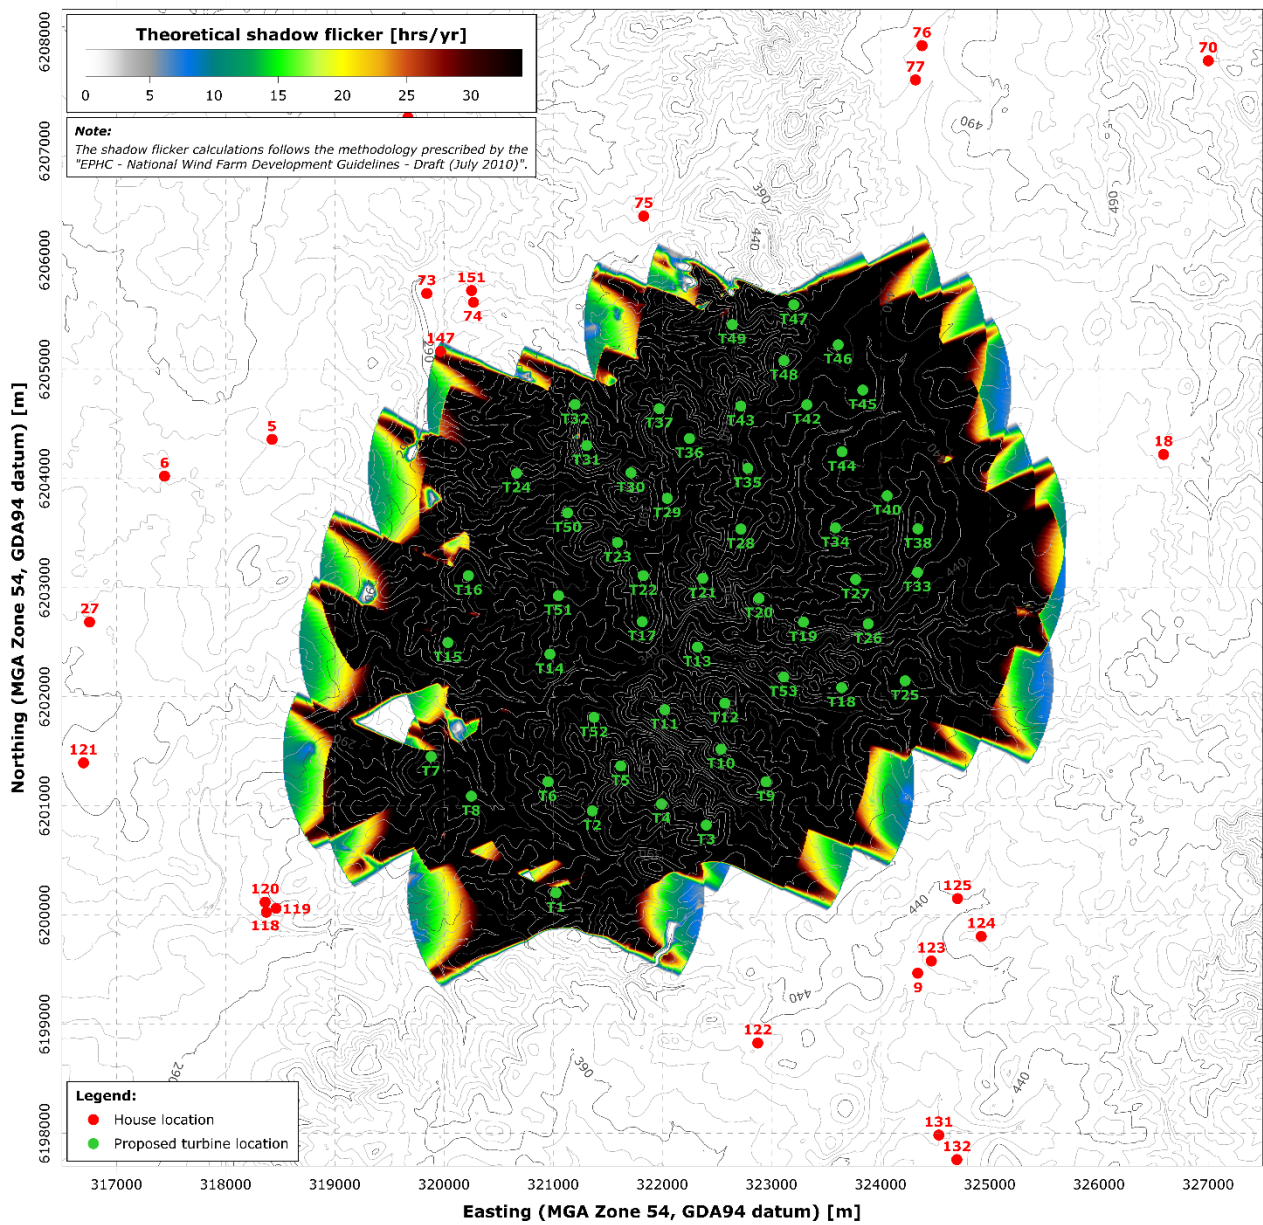 Theoretical shadow flicker [hrs/yr]
0 5 10 15 20 25 30
Note:
The shadow flicker calculations follows the methodology prescribed by the
"EPHC - National Wind Farm Development Guidelines - Draft (July 2010)".
76
70
77
490
390
490
75
440
73
151
74
147
290
T47
T49
T46
T48
T45
T32
T37
T43
T42
5
T36
T31
T44
18
6
T24
T30
T35
T29
T40
T50
T28
T34
T38
T23
440
T16
T22
T21
T27
T33
T51
T20
27
T17
T19
T26
T15
T14
T13
T53
T18
T25
T11
T12
T52
121
T7
T10
T5
T6
T9
T8
T2
T4
T3
120
119
118
T1
125
440
124
123
9
440
122
390
290
440
131
132
Legend:
House location
Proposed turbine location
6208000
6207000
6206000
6205000
6204000
6203000
6202000
6201000
6200000
6199000
6198000
Northing (MGA Zone 54, GDA94 datum) [m]
317000 318000 319000 320000 321000 322000 323000 324000 325000 326000 327000
Easting (MGA Zone 54, GDA94 datum) [m]